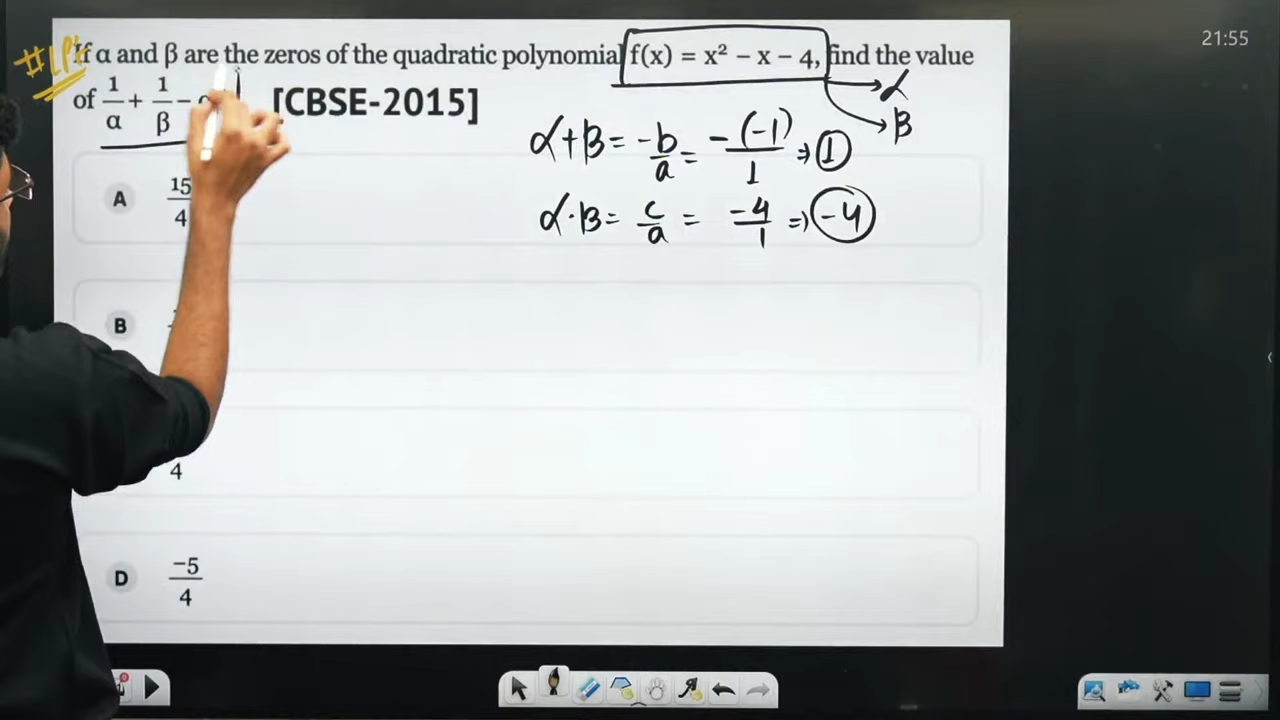 21:55
If α and β are the zeros of the quadratic polynomial f(x) = x² − x − 4, find the value
of 1/α + 1/β − [CBSE-2015]
α
β
α+β = -b/a = -(-1)/1 ⇒ 1
α·β = c/a = -4/1 ⇒ -4
A 15/4
B
4
D −5/4